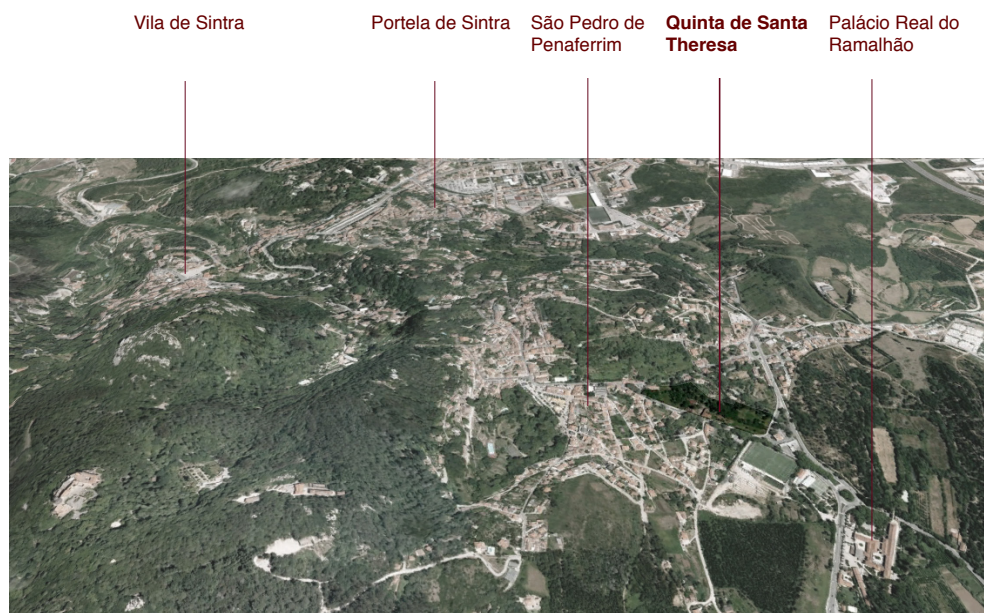 Vila de Sintra
Portela de Sintra
São Pedro de
Penaferrim
Quinta de Santa
Theresa
Palácio Real do
Ramalhão